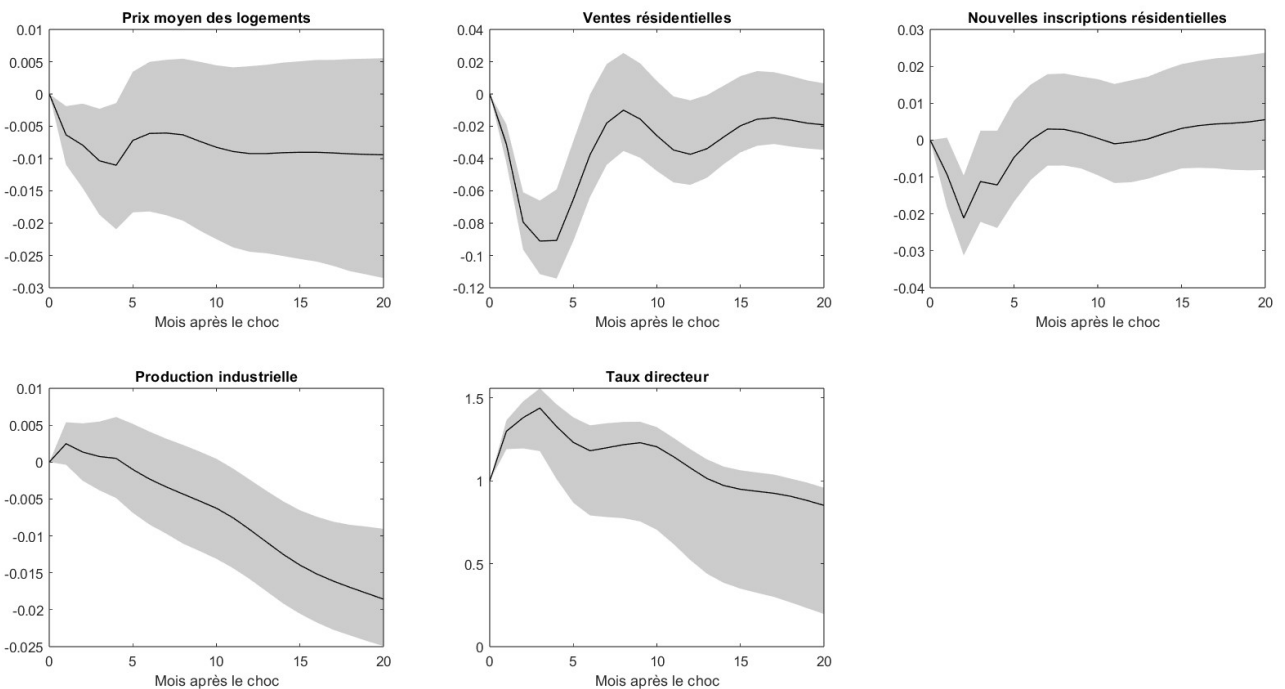 Prix moyen des logements
0.01
0.005
0
-0.005
-0.01
-0.015
-0.02
-0.025
-0.03
0 5 10 15 20
Mois après le choc
Ventes résidentielles
0.04
0.02
0
-0.02
-0.04
-0.06
-0.08
-0.1
-0.12
0 5 10 15 20
Mois après le choc
Nouvelles inscriptions résidentielles
0.03
0.02
0.01
0
-0.01
-0.02
-0.03
-0.04
0 5 10 15 20
Mois après le choc
Production industrielle
0.01
0.005
0
-0.005
-0.01
-0.015
-0.02
-0.025
0 5 10 15 20
Mois après le choc
Taux directeur
1.5
1
0.5
0
0 5 10 15 20
Mois après le choc